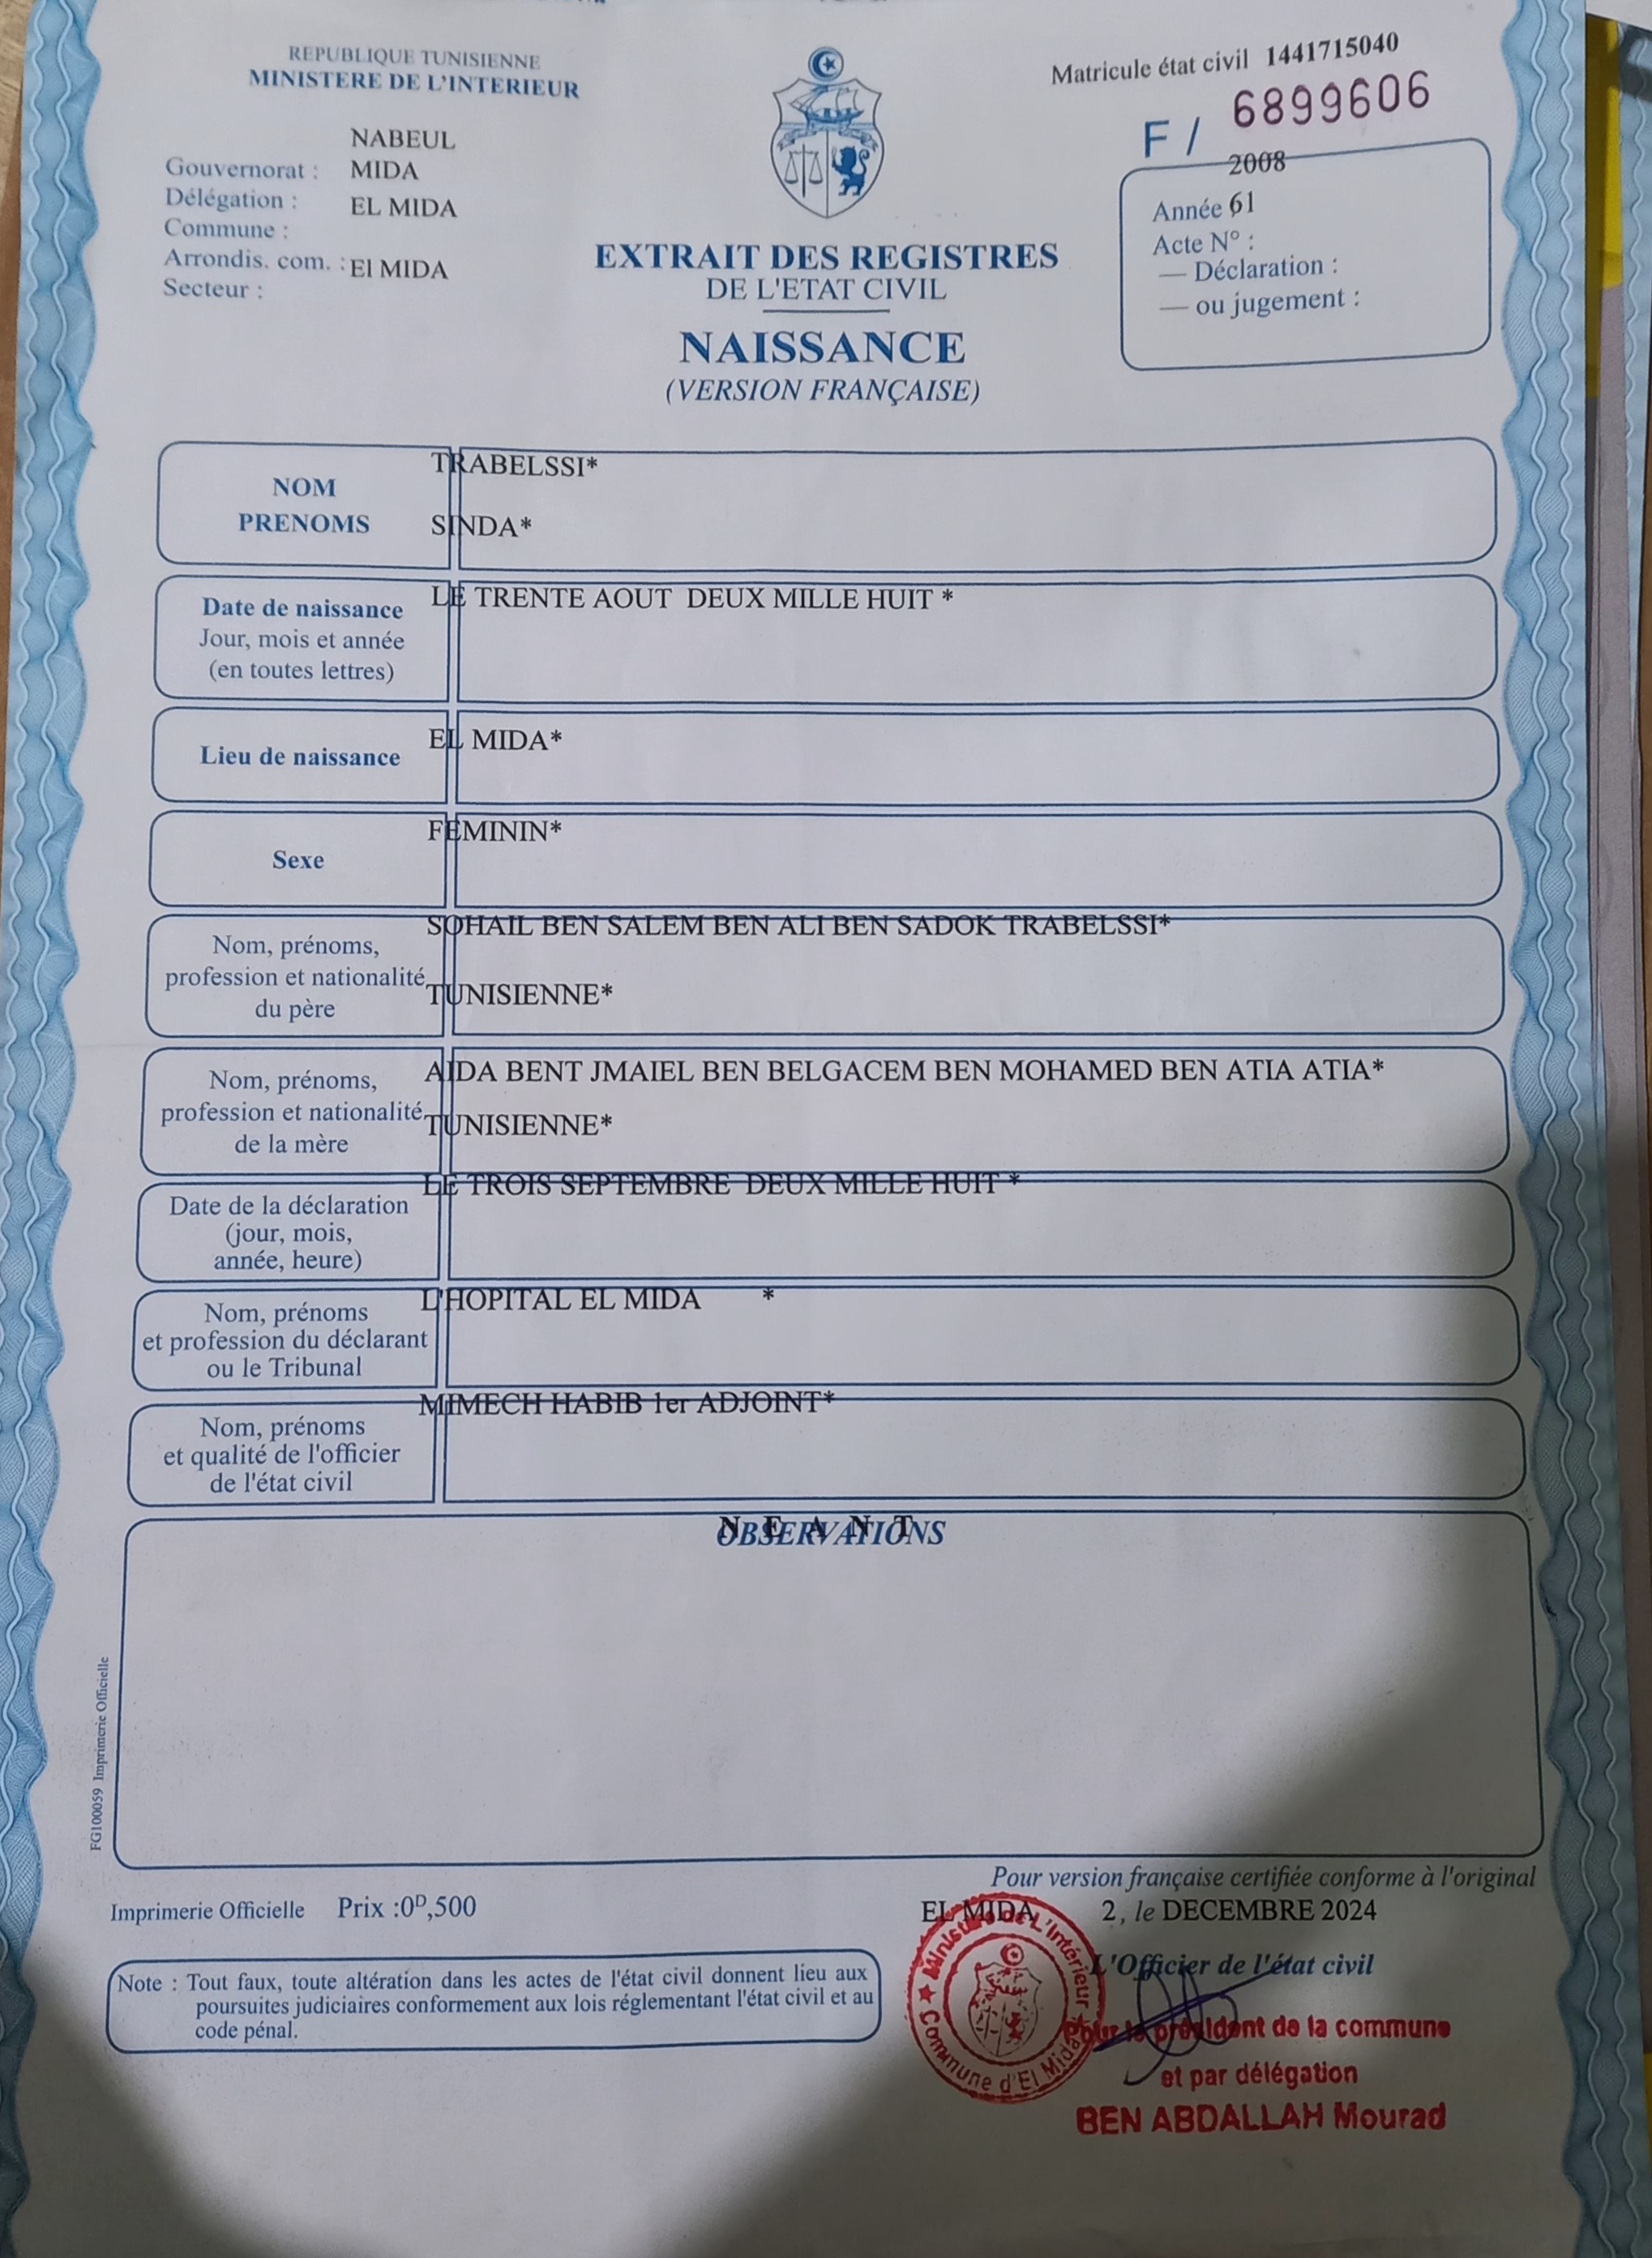 REPUBLIQUE TUNISIENNE
MINISTERE DE L'INTERIEUR
Matricule état civil 1441715040
F / 6899606
NABEUL
Gouvernorat : MIDA
Délégation : EL MIDA
Commune :
Arrondis. com. : El MIDA
Secteur :
2008
Année 61
Acte N° :
— Déclaration :
— ou jugement :
EXTRAIT DES REGISTRES
DE L'ETAT CIVIL
NAISSANCE
(VERSION FRANÇAISE)
NOM
TRABELSSI*
PRENOMS
SINDA*
Date de naissance
Jour, mois et année
(en toutes lettres)
LE TRENTE AOUT DEUX MILLE HUIT *
Lieu de naissance
EL MIDA*
Sexe
FEMININ*
Nom, prénoms,
profession et nationalité
du père
SOHAIL BEN SALEM BEN ALI BEN SADOK TRABELSSI*
TUNISIENNE*
Nom, prénoms,
profession et nationalité
de la mère
AIDA BENT JMAIEL BEN BELGACEM BEN MOHAMED BEN ATIA ATIA*
TUNISIENNE*
Date de la déclaration
(jour, mois,
année, heure)
LE TROIS SEPTEMBRE DEUX MILLE HUIT *
Nom, prénoms
et profession du déclarant
ou le Tribunal
L'HOPITAL EL MIDA *
Nom, prénoms
et qualité de l'officier
de l'état civil
MIMECH HABIB 1er ADJOINT*
OBSERVATIONS
N E A N T
FG100059 Imprimerie Officielle
Pour version française certifiée conforme à l'original
Imprimerie Officielle Prix :0D,500
EL MIDA 2, le DECEMBRE 2024
L'Officier de l'état civil
Note : Tout faux, toute altération dans les actes de l'état civil donnent lieu aux
poursuites judiciaires conformement aux lois réglementant l'état civil et au
code pénal.
Ministère de L'Intérieur
Commune d'El Mida
Pour le président de la commune
et par délégation
BEN ABDALLAH Mourad